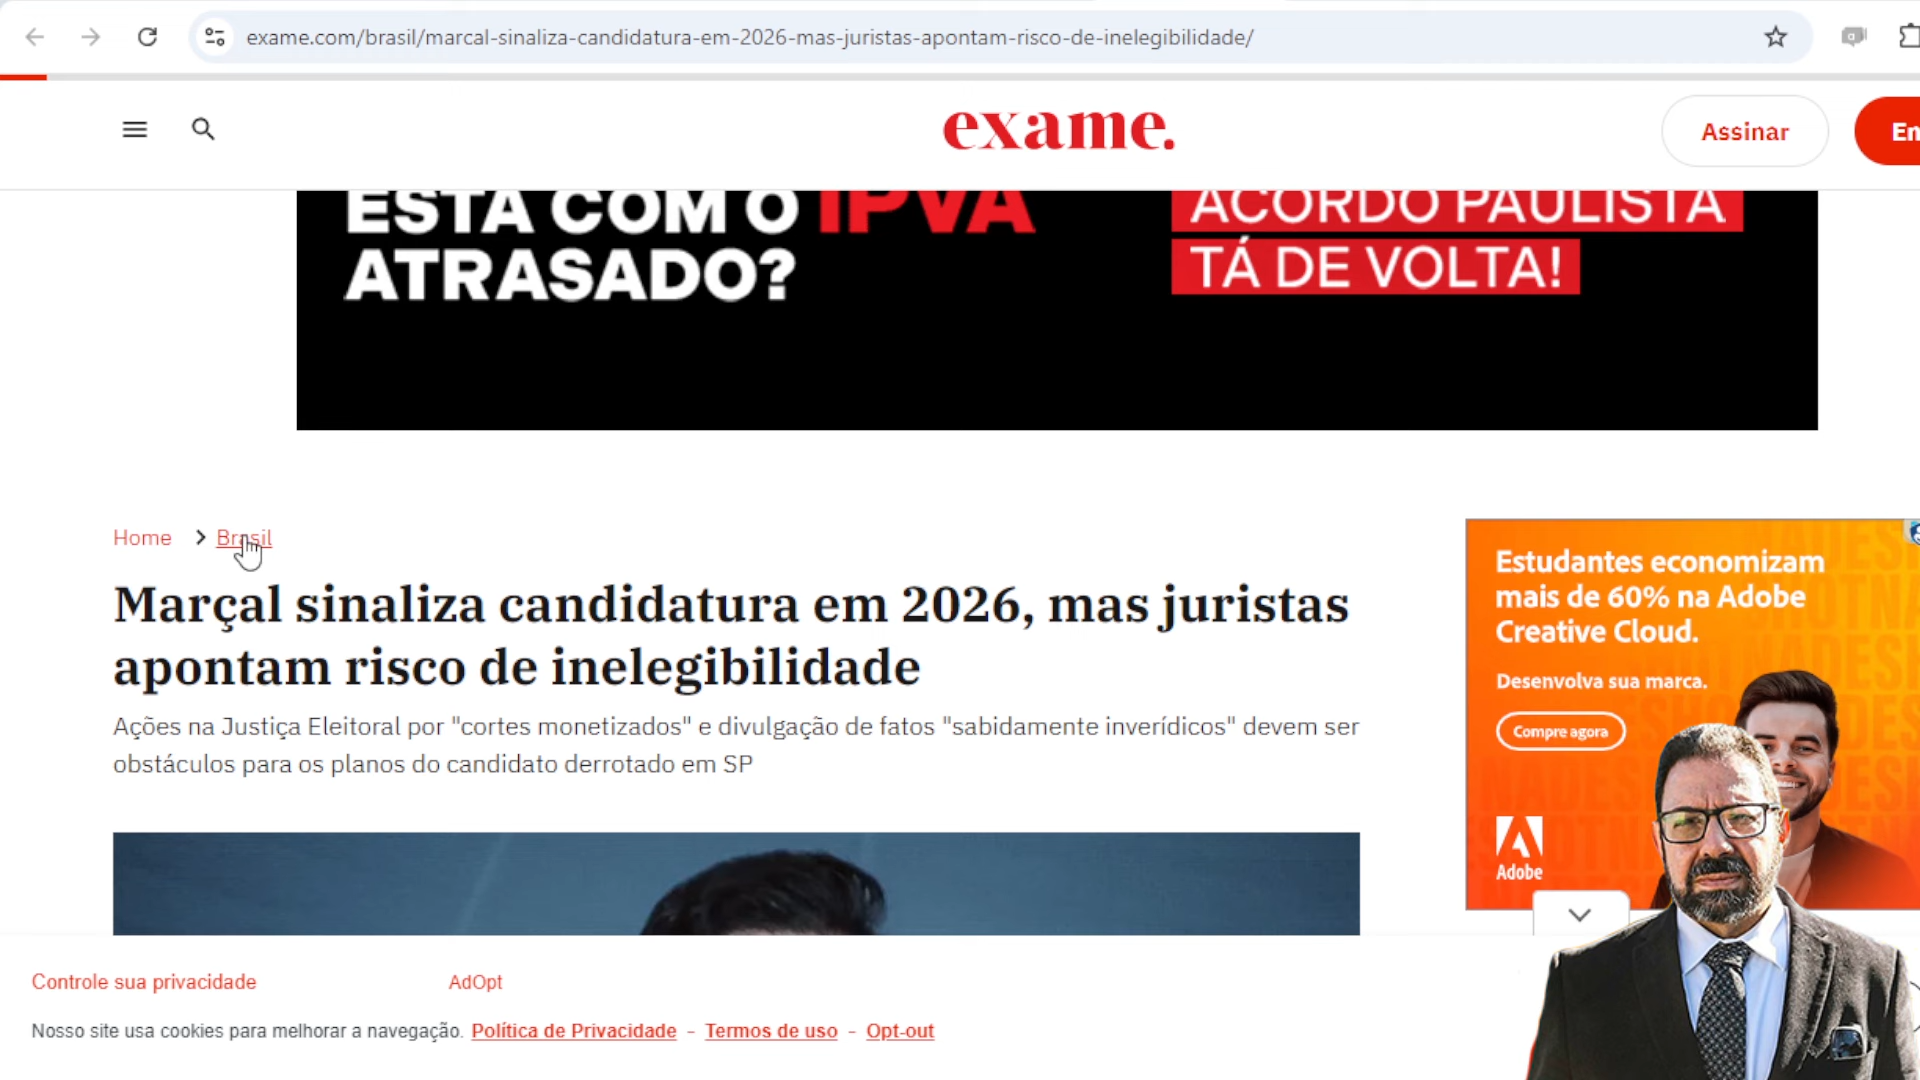 exame.com/brasil/marcal-sinaliza-candidatura-em-2026-mas-juristas-apontam-risco-de-inelegibilidade/
exame.
Assinar
En
ESTÁ COM O IPVA
ATRASADO?
ACORDO PAULISTA
TÁ DE VOLTA!
Home > Brasil
Marçal sinaliza candidatura em 2026, mas juristas
apontam risco de inelegibilidade
Ações na Justiça Eleitoral por "cortes monetizados" e divulgação de fatos "sabidamente inverídicos" devem ser
obstáculos para os planos do candidato derrotado em SP
Estudantes economizam
mais de 60% na Adobe
Creative Cloud.
Desenvolva sua marca.
Compre agora
Adobe
Controle sua privacidade
AdOpt
Nosso site usa cookies para melhorar a navegação. Política de Privacidade - Termos de uso - Opt-out